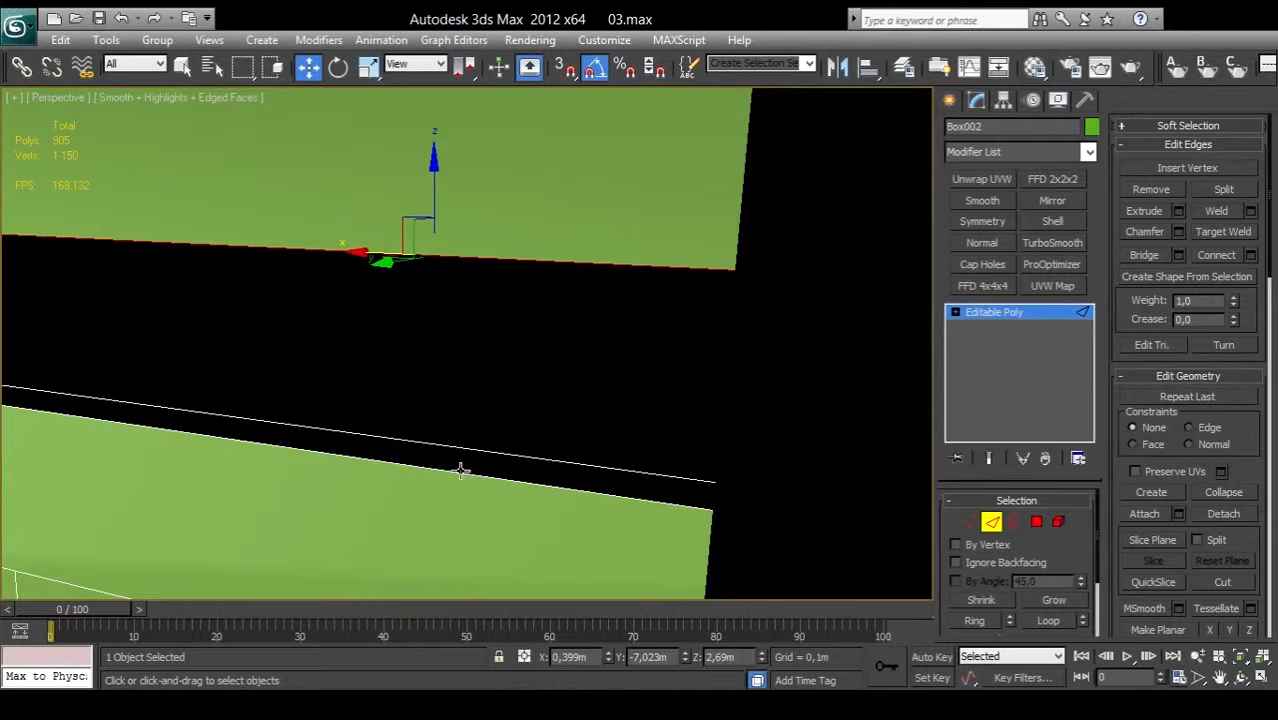 Autodesk 3ds Max 2012 x64 03.max
Type a keyword or phrase
Edit Tools Group Views Create Modifiers Animation Graph Editors Rendering Customize MAXScript Help
All View 3 Create Selection Se A... B... C...
[ + ] [ Perspective ] [ Smooth + Highlights + Edged Faces ]
Total
Polys: 905
Verts: 1 150
FPS: 169,132
z
x
y
Box002
Modifier List
Unwrap UVW FFD 2x2x2
Smooth Mirror
Symmetry Shell
Normal TurboSmooth
Cap Holes ProOptimizer
FFD 4x4x4 UVW Map
Editable Poly
- Selection
By Vertex
Ignore Backfacing
By Angle: 45,0
Shrink Grow
Ring Loop
+ Soft Selection
- Edit Edges
Insert Vertex
Remove Split
Extrude Weld
Chamfer Target Weld
Bridge Connect
Create Shape From Selection
Weight: 1,0
Crease: 0,0
Edit Tri. Turn
- Edit Geometry
Repeat Last
Constraints
None Edge
Face Normal
Preserve UVs
Create Collapse
Attach Detach
Slice Plane Split
Slice Reset Plane
QuickSlice Cut
MSmooth Tessellate
Make Planar X Y Z
< 0 / 100 >
0 10 20 30 40 50 60 70 80 90 100
1 Object Selected X: 0,399m Y: -7,023m Z: 2,69m Grid = 0,1m Auto Key Selected
Max to Physc: Click or click-and-drag to select objects Add Time Tag Set Key Key Filters... 0